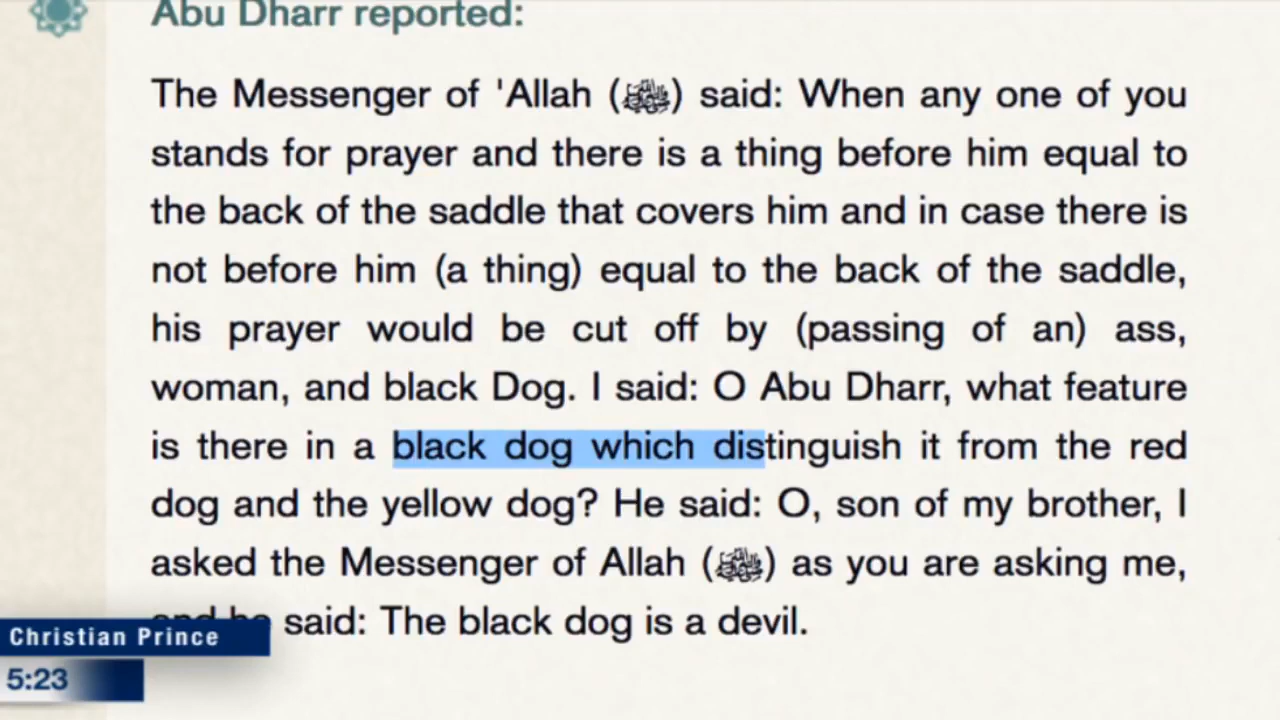 Abu Dharr reported:
The Messenger of 'Allah (ﷺ) said: When any one of you
stands for prayer and there is a thing before him equal to
the back of the saddle that covers him and in case there is
not before him (a thing) equal to the back of the saddle,
his prayer would be cut off by (passing of an) ass,
woman, and black Dog. I said: O Abu Dharr, what feature
is there in a black dog which distinguish it from the red
dog and the yellow dog? He said: O, son of my brother, I
asked the Messenger of Allah (ﷺ) as you are asking me,
and he said: The black dog is a devil.
Christian Prince
5:23